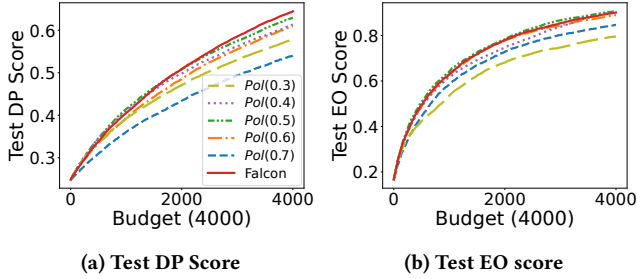 Test DP Score
0.6
0.5
0.4
0.3
0
2000
4000
Budget (4000)
Pol(0.3)
Pol(0.4)
Pol(0.5)
Pol(0.6)
Pol(0.7)
Falcon
(a) Test DP Score
Test EO Score
0.8
0.6
0.4
0.2
0
2000
4000
Budget (4000)
(b) Test EO score